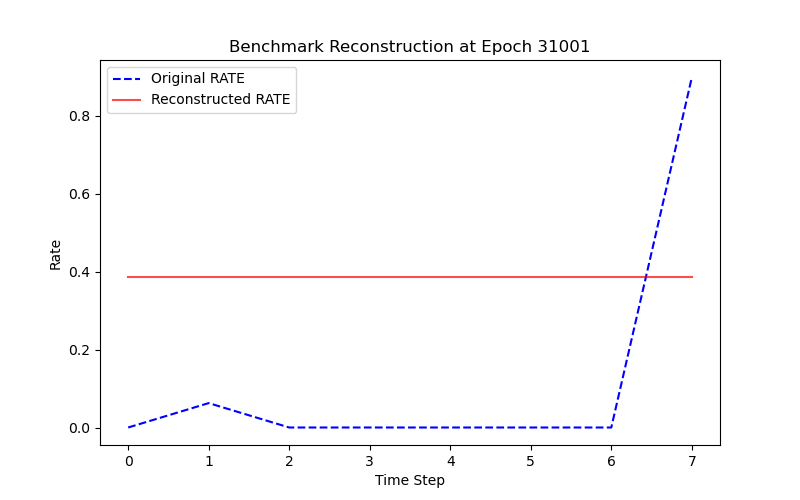 Benchmark Reconstruction at Epoch 31001
Original RATE
Reconstructed RATE
0.8
0.6
0.4
0.2
0.0
Rate
0 1 2 3 4 5 6 7
Time Step